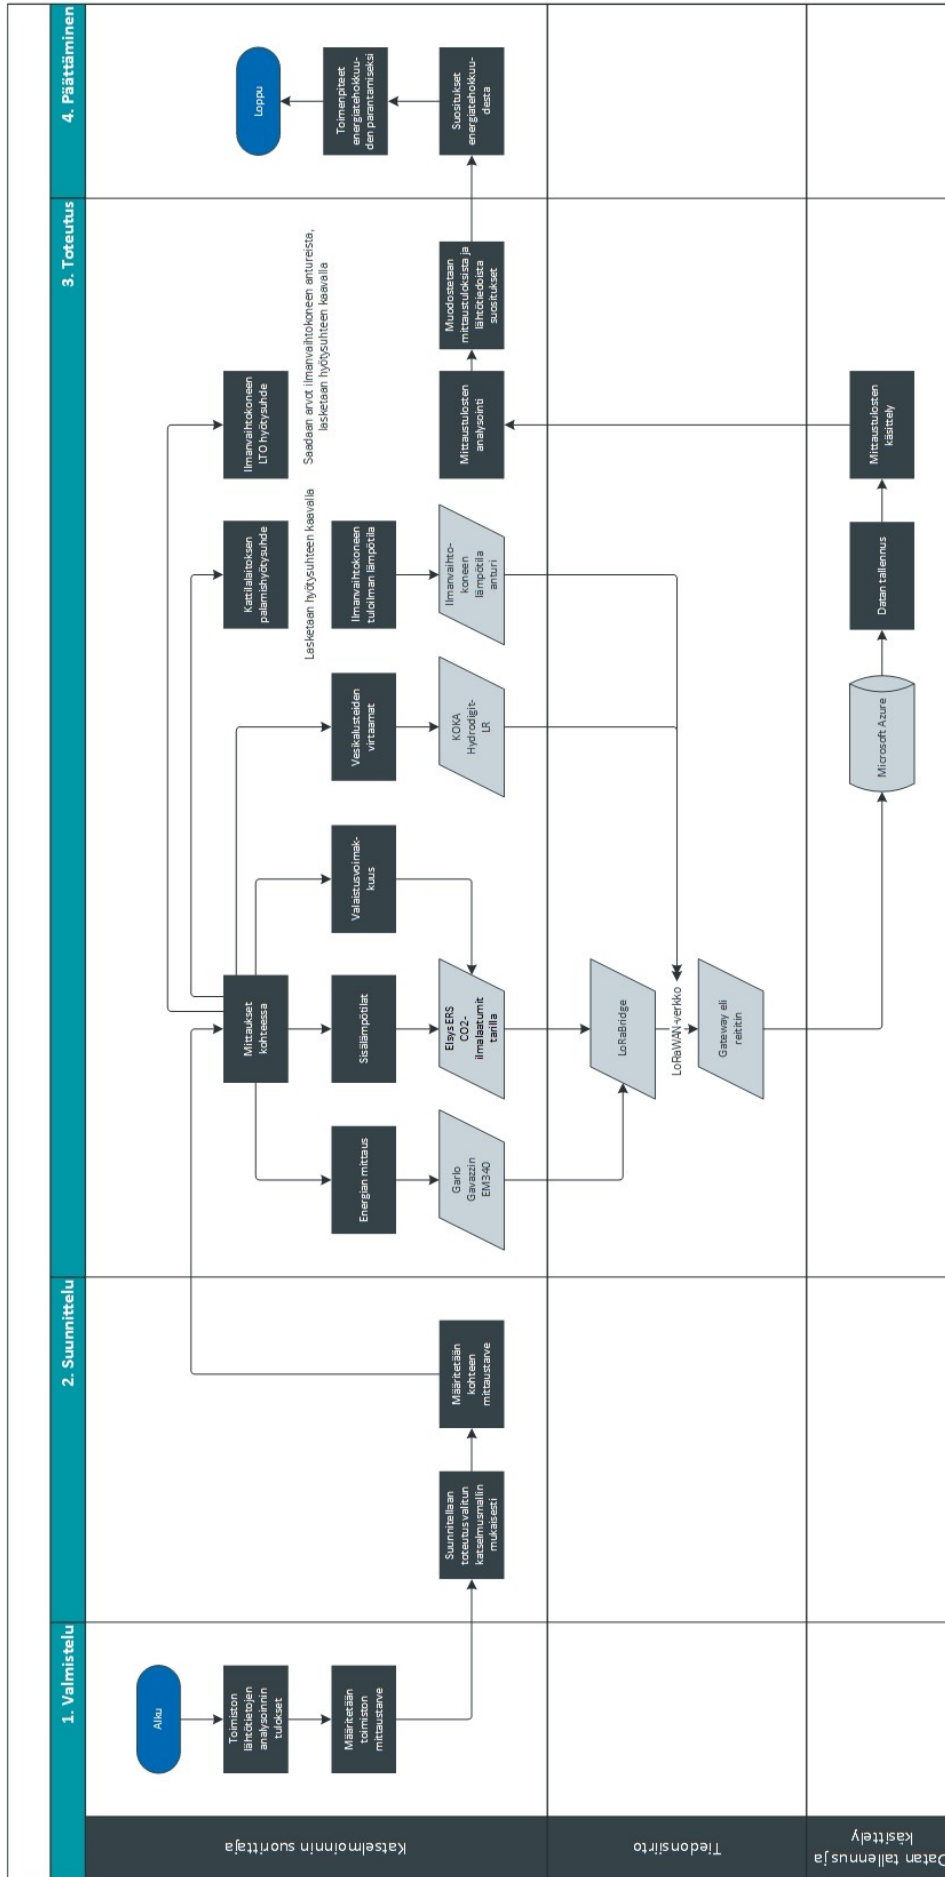 1. Valmistelu
2. Suunnittelu
3. Toteutus
4. Päättäminen
Katselmoinnin suorittaja
Alku
Toimiston
lähtötietojen
analysoinnin
tulokset
Määritetään
toimiston
mittaustarve
Suunnitellaan
toteutus valitun
katselmusmallin
mukaisesti
Määritetään
kohteen
mittaustarve
Mittaukset
kohteessa
Energian mittaus
Sisälämpötilat
Valaistusvoimak-
kuus
Vesikalusteiden
virtaamat
Kattilalaitoksen
palamishyötysuhde
Lasketaan hyötysuhteen kaavalla
Ilmanvaihtokoneen
tuloilman lämpötila
Ilmanvaihtokoneen
LTO hyötysuhde
Saadaan arvot ilmanvaihtokoneen antureista,
lasketaan hyötysuhteen kaavalla
Garlo
Gavazzin
EM340
Elsys ERS
CO2-
ilmalaatumit
tarilla
KOKA
Hydrodigit-
LR
Ilmanvaihto-
koneen
lämpötila
anturi
Mittaustulosten
analysointi
Muodostetaan
mittaustuloksista ja
lähtötiedoista
suositukset
Suositukset
energiatehokkuu-
desta
Toimenpiteet
energiatehokkuu-
den parantamiseksi
Loppu
Tiedonsiirto
LoRaBridge
LoRaWAN-verkko
Gateway eli
reititin
Datan tallennus ja
käsittely
Microsoft Azure
Datan tallennus
Mittaustulosten
käsittely